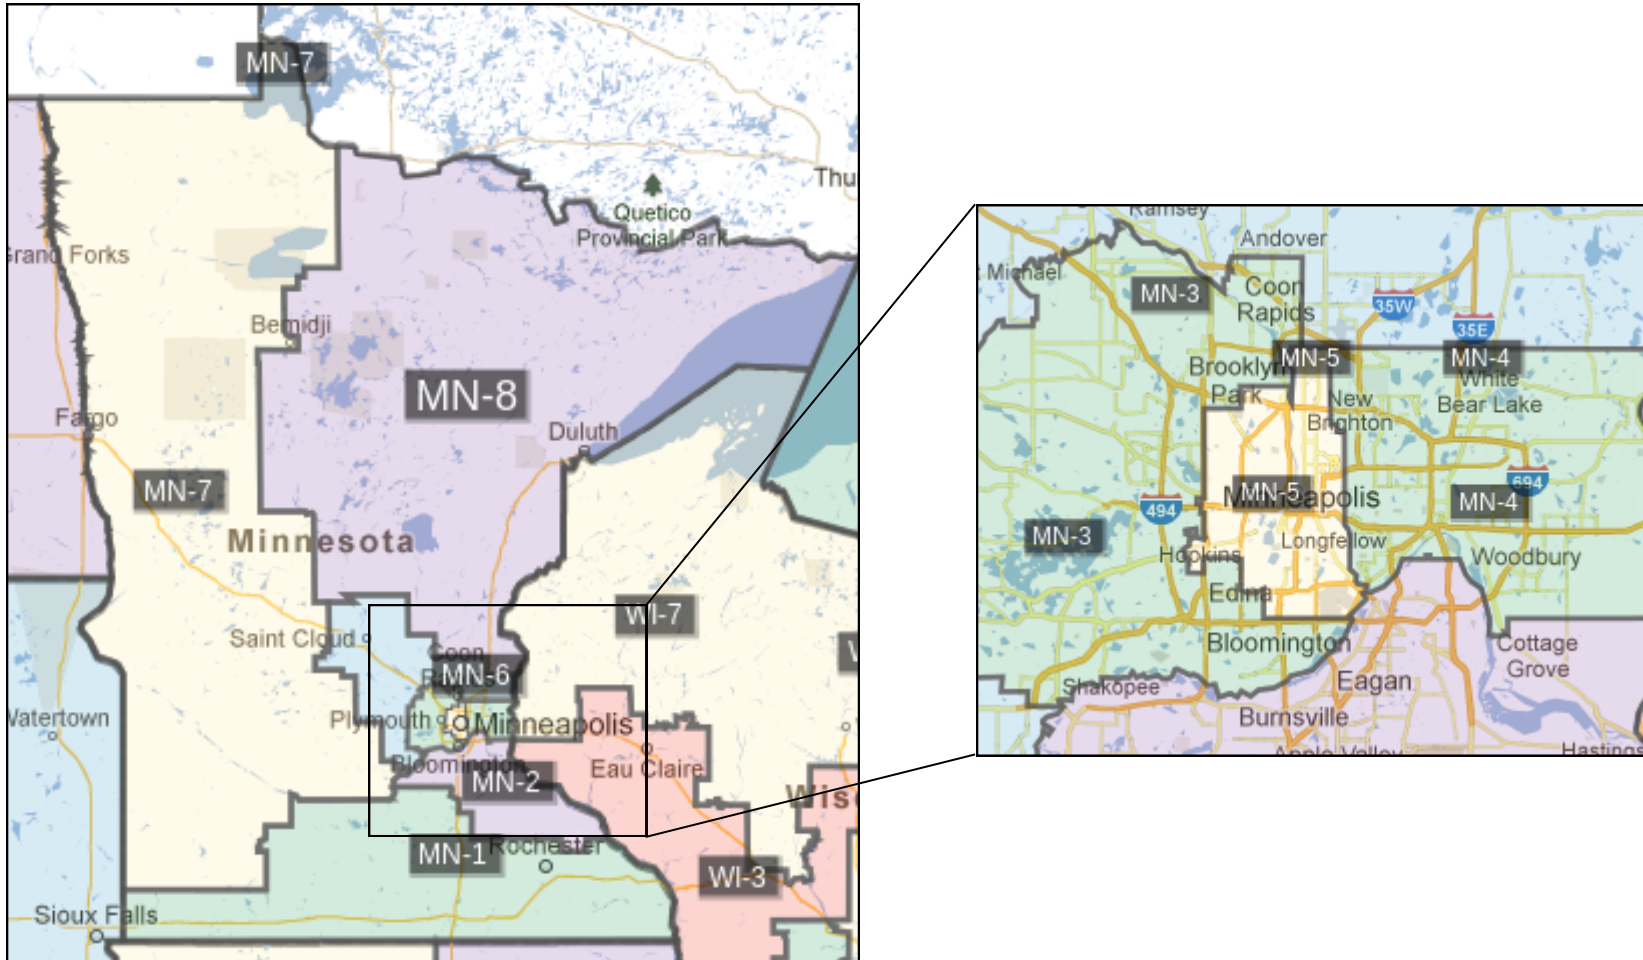 MN-7
Thu
Quetico
Provincial Park
Grand Forks
Bemidji
MN-8
Fargo
Duluth
MN-7
Minnesota
WI-7
Saint Cloud
Coon
MN-6
Watertown
Plymouth
Minneapolis
Bloomington
Eau Claire
MN-2
Wis
MN-1
Rochester
WI-3
Sioux Falls
Ramsey
Andover
Michael
MN-3
Coon
Rapids
35W
35E
MN-5
MN-4
Brooklyn
Park
White
Bear Lake
New
Brighton
MN-5
Minneapolis
694
MN-4
494
MN-3
Hopkins
Longfellow
Woodbury
Edina
Bloomington
Cottage
Grove
Shakopee
Eagan
Burnsville
Apple Valley
Hastings